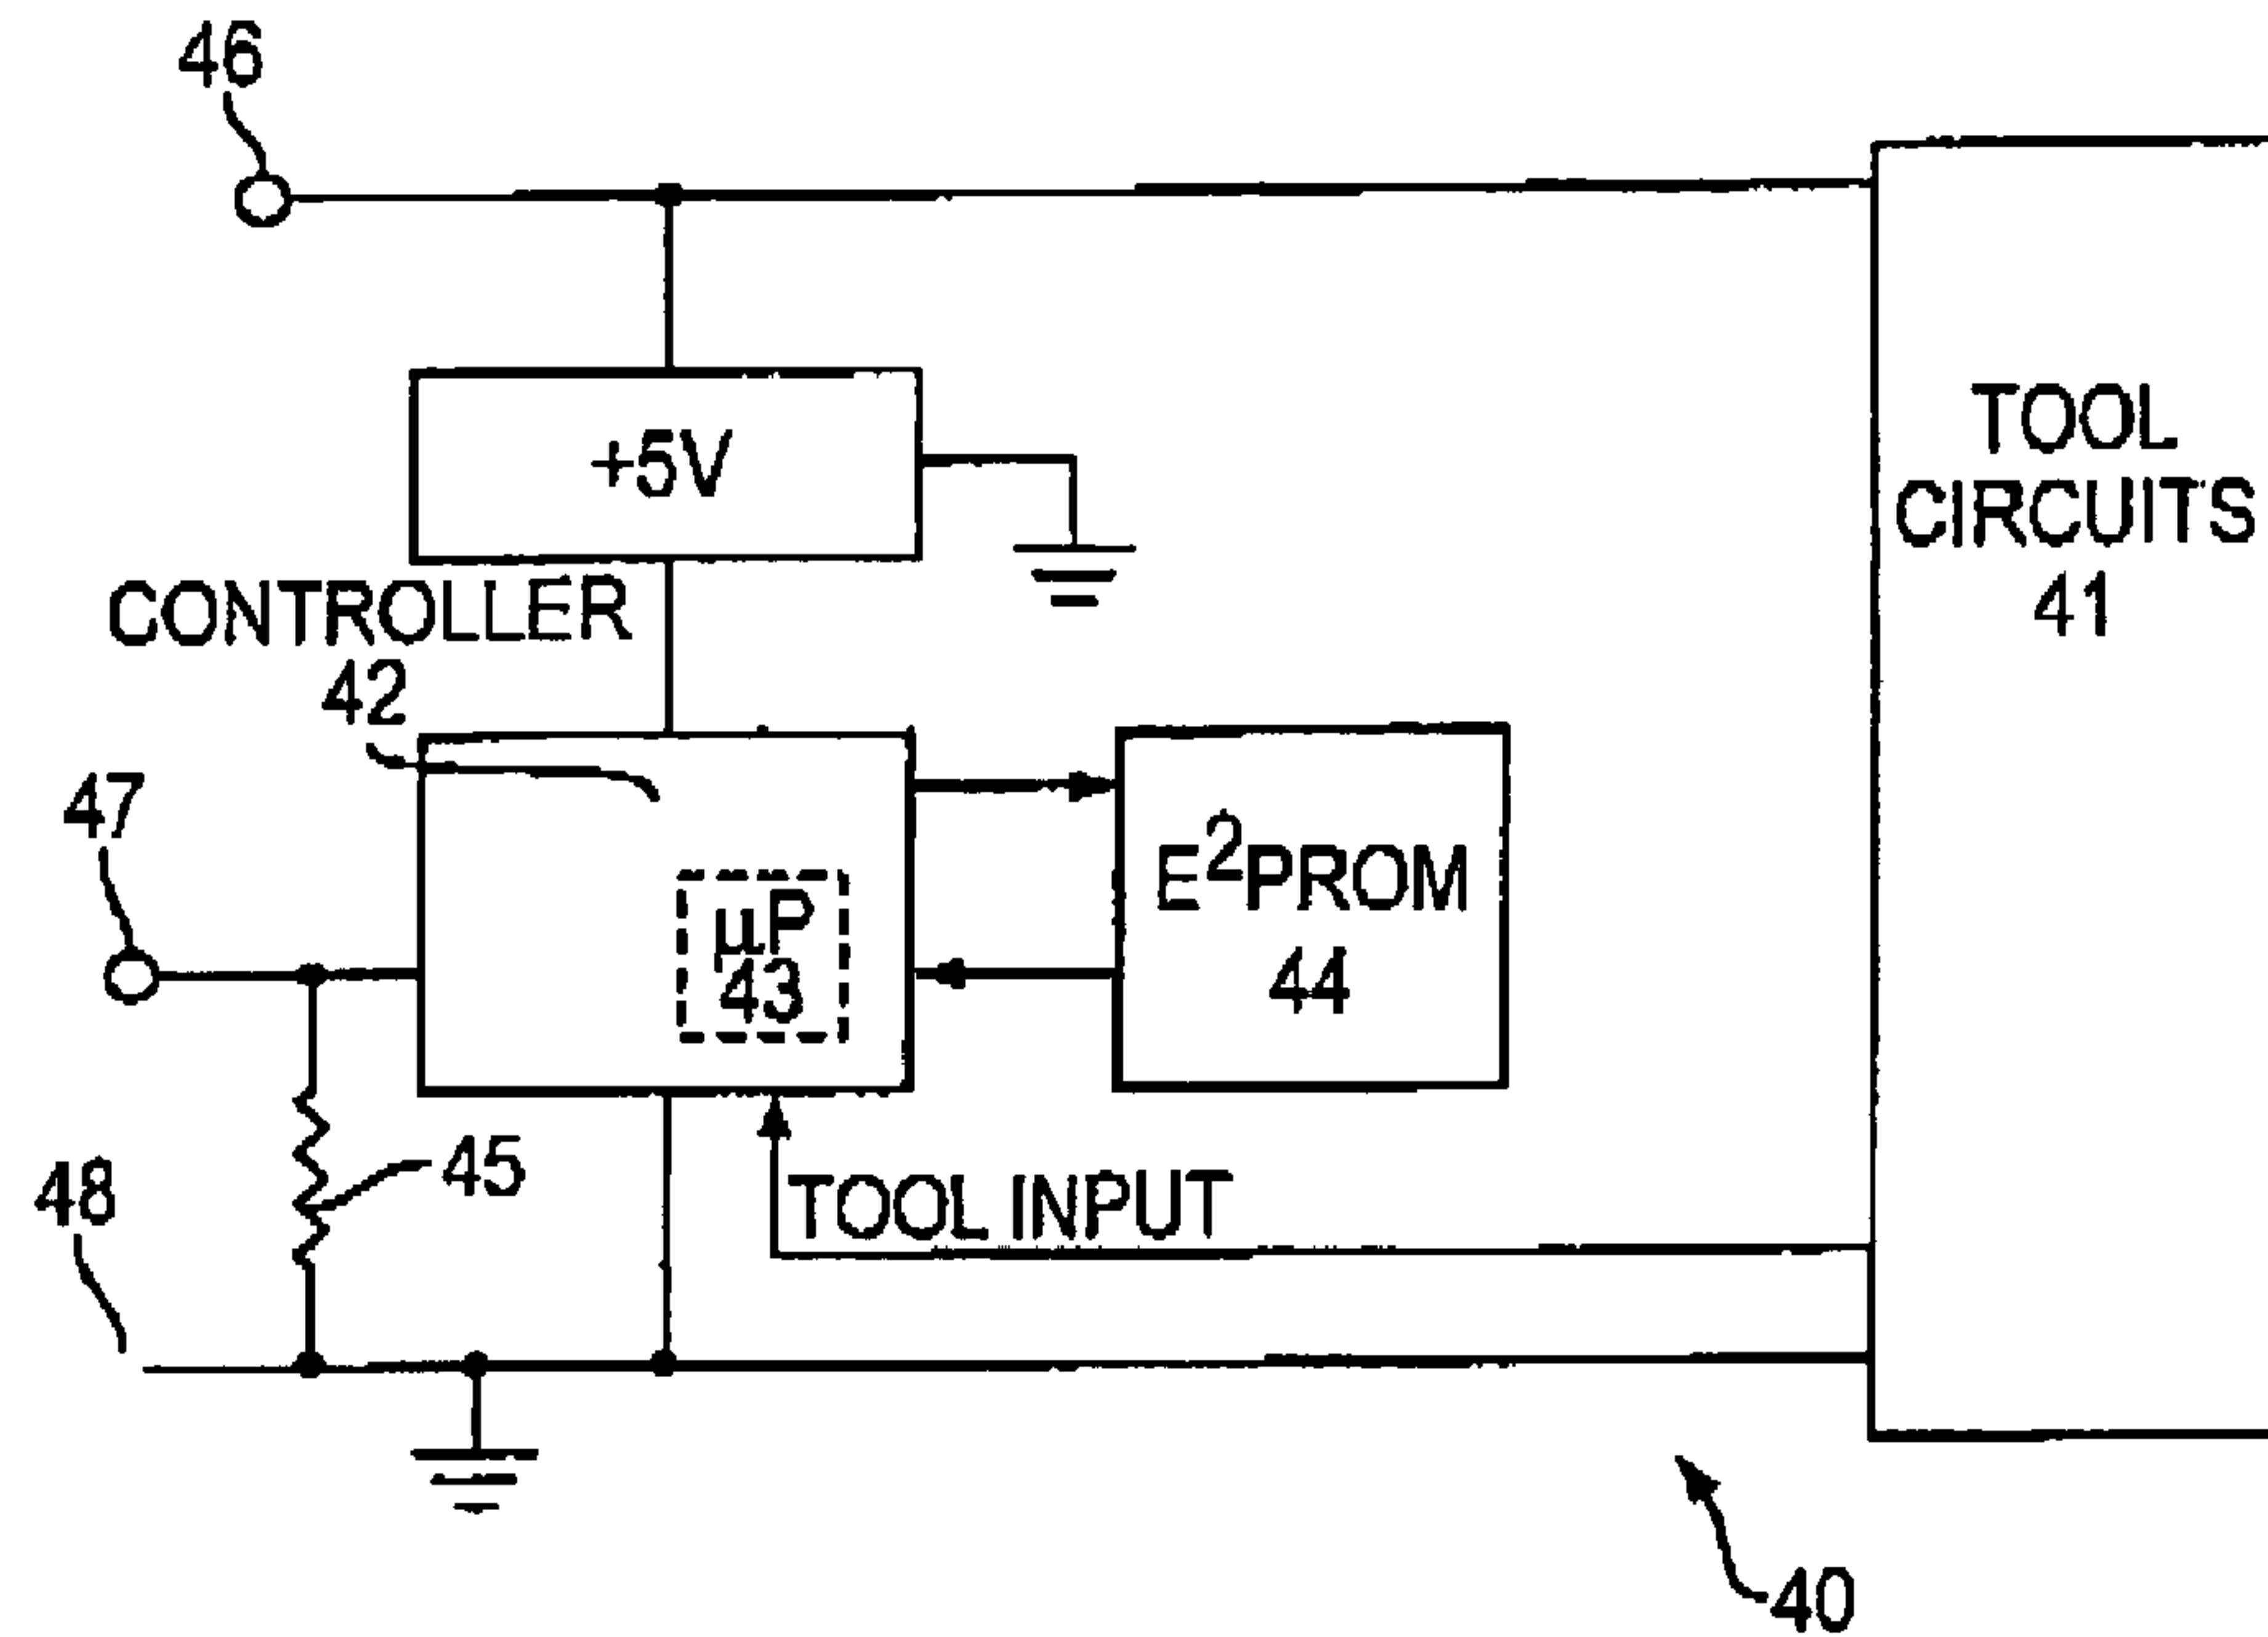 46
+5V
TOOL
CIRCUITS
41
CONTROLLER
42
47
µP
43
E²PROM
44
45
48
TOOL INPUT
40